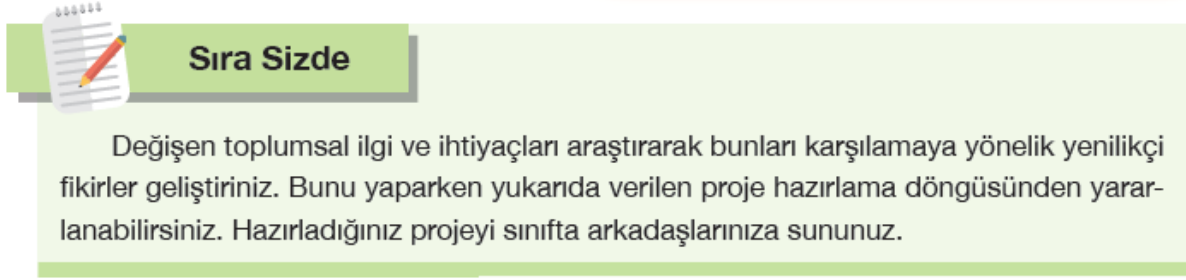 Sıra Sizde
Değişen toplumsal ilgi ve ihtiyaçları araştırarak bunları karşılamaya yönelik yenilikçi
fikirler geliştiriniz. Bunu yaparken yukarıda verilen proje hazırlama döngüsünden yarar-
lanabilirsiniz. Hazırladığınız projeyi sınıfta arkadaşlarınıza sununuz.